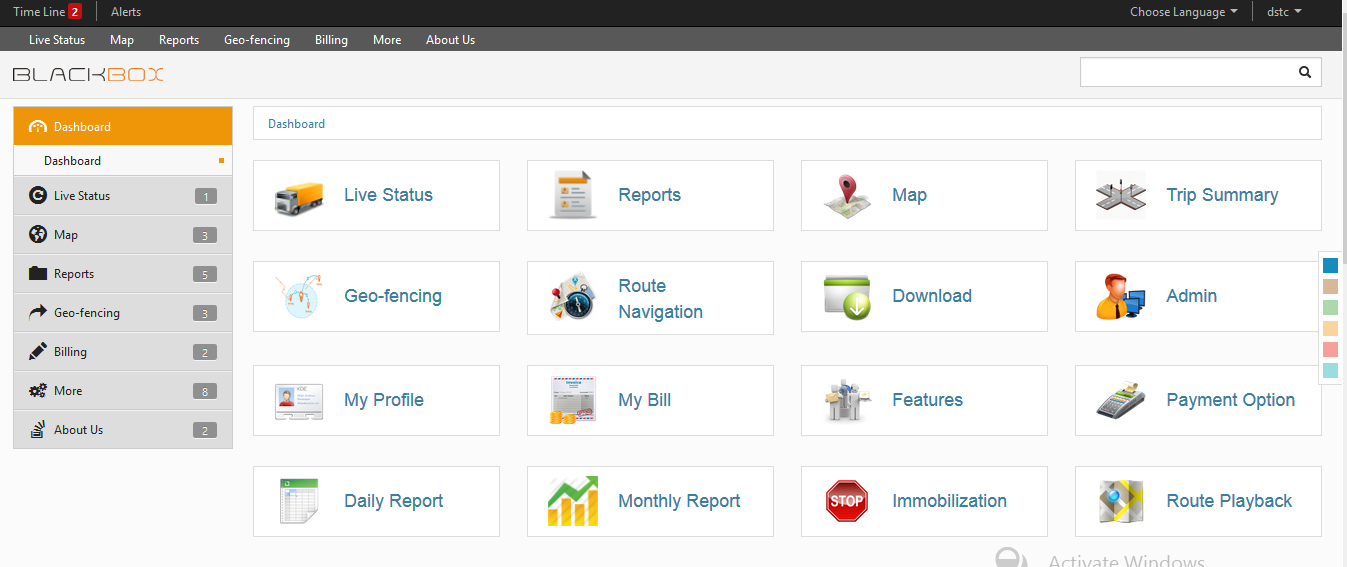 Time Line 2 Alerts Choose Language dstc
Live Status Map Reports Geo-fencing Billing More About Us
BLACKBOX
Dashboard
Dashboard
Live Status 1
Map 3
Reports 5
Geo-fencing 3
Billing 2
More 8
About Us 2
Dashboard
Live Status
Reports
Map
Trip Summary
Geo-fencing
Route
Navigation
Download
Admin
My Profile
My Bill
Features
Payment Option
Daily Report
Monthly Report
STOP
Immobilization
Route Playback
Activate Windows